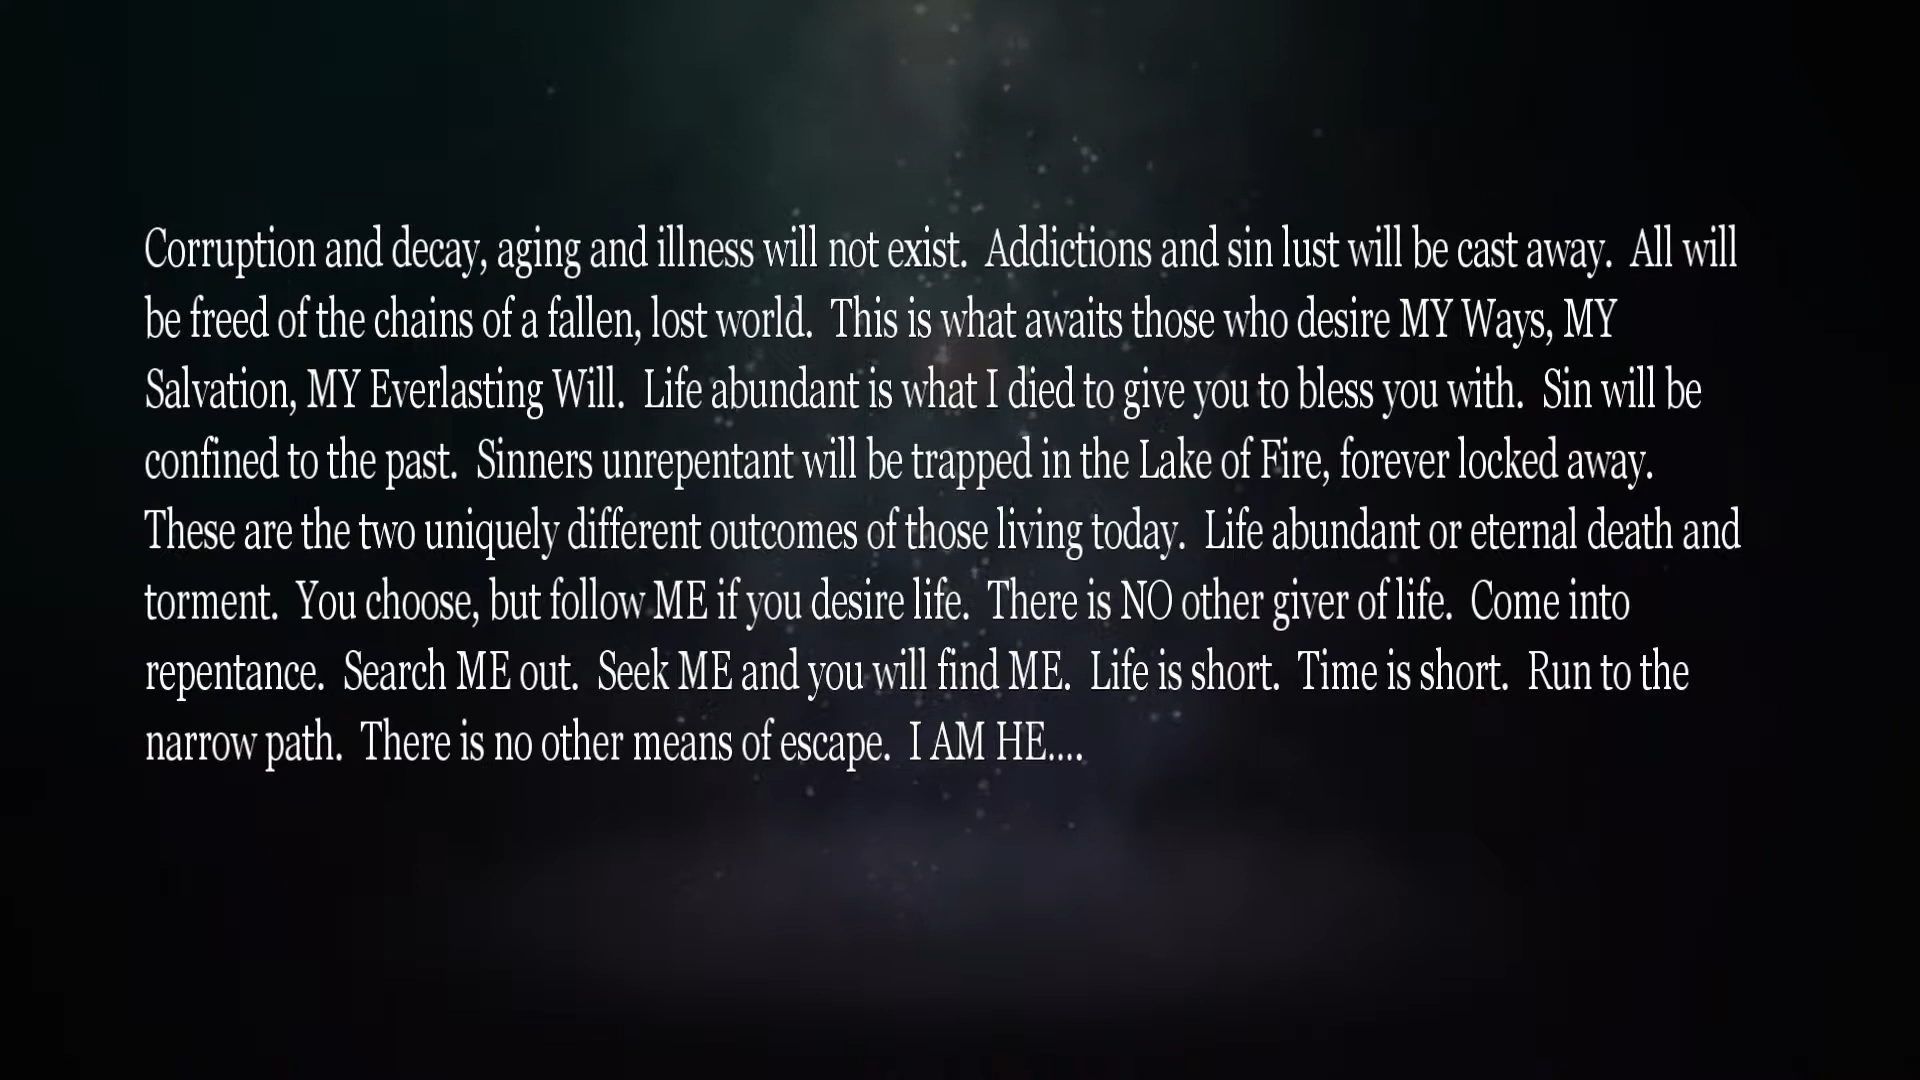 Corruption and decay, aging and illness will not exist.  Addictions and sin lust will be cast away.  All will
be freed of the chains of a fallen, lost world.  This is what awaits those who desire MY Ways, MY
Salvation, MY Everlasting Will.  Life abundant is what I died to give you to bless you with.  Sin will be
confined to the past.  Sinners unrepentant will be trapped in the Lake of Fire, forever locked away.
These are the two uniquely different outcomes of those living today.  Life abundant or eternal death and
torment.  You choose, but follow ME if you desire life.  There is NO other giver of life.  Come into
repentance.  Search ME out.  Seek ME and you will find ME.  Life is short.  Time is short.  Run to the
narrow path.  There is no other means of escape.  I AM HE....